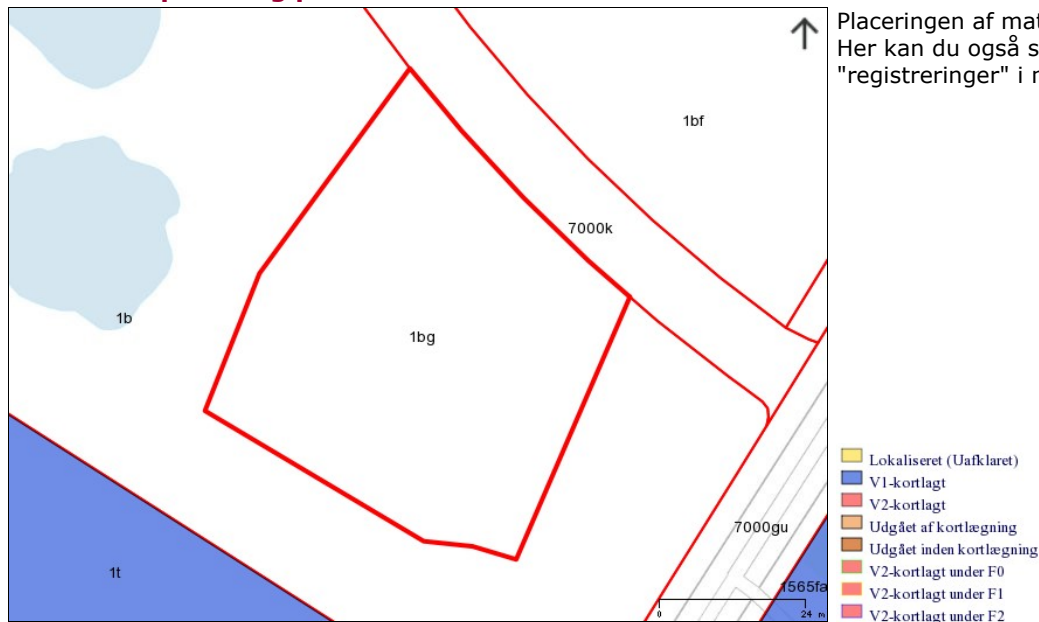 Placeringen af
Her kan du også
"registreringer" i
1bf
7000k
1b
1bg
7000gu
1t
1565fa
0 24 m
Lokaliseret (Uafklaret)
V1-kortlagt
V2-kortlagt
Udgået af kortlægning
Udgået inden kortlægning
V2-kortlagt under F0
V2-kortlagt under F1
V2-kortlagt under F2